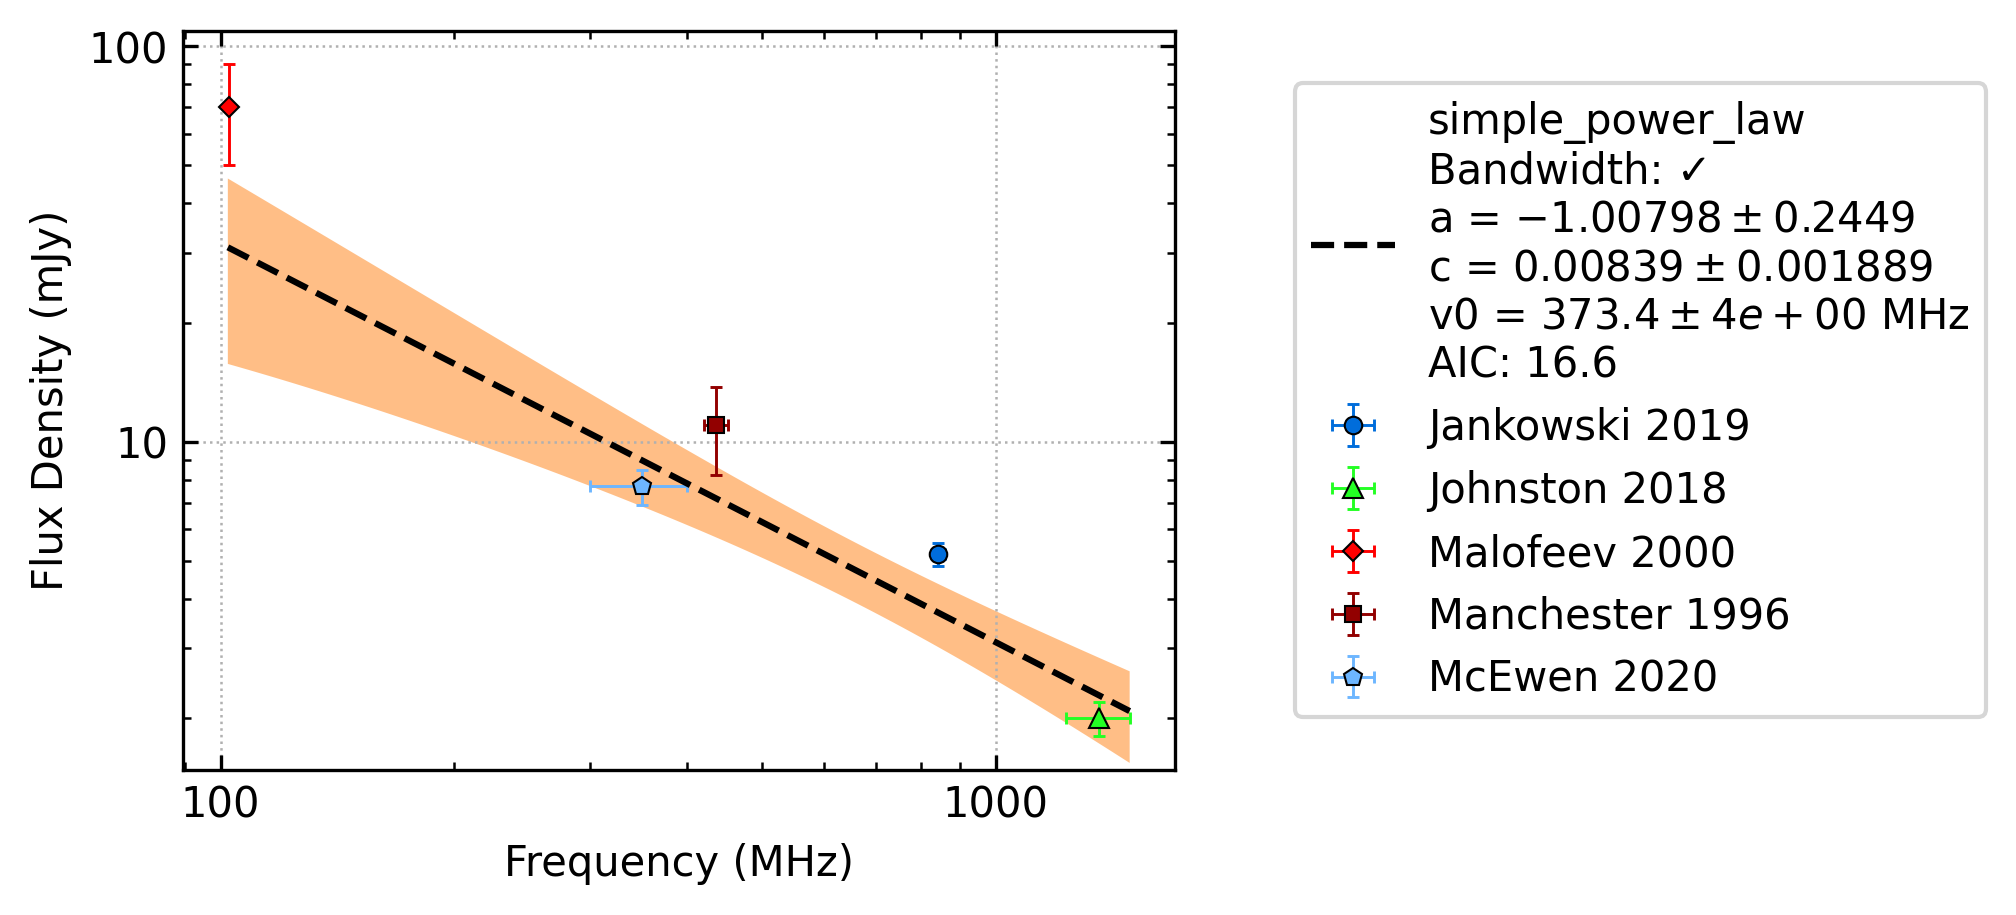 100
10
Flux Density (mJy)
100
1000
Frequency (MHz)
simple_power_law
Bandwidth: ✓
a = −1.00798 ± 0.2449
c = 0.00839 ± 0.001889
v0 = 373.4 ± 4e + 00 MHz
AIC: 16.6
Jankowski 2019
Johnston 2018
Malofeev 2000
Manchester 1996
McEwen 2020